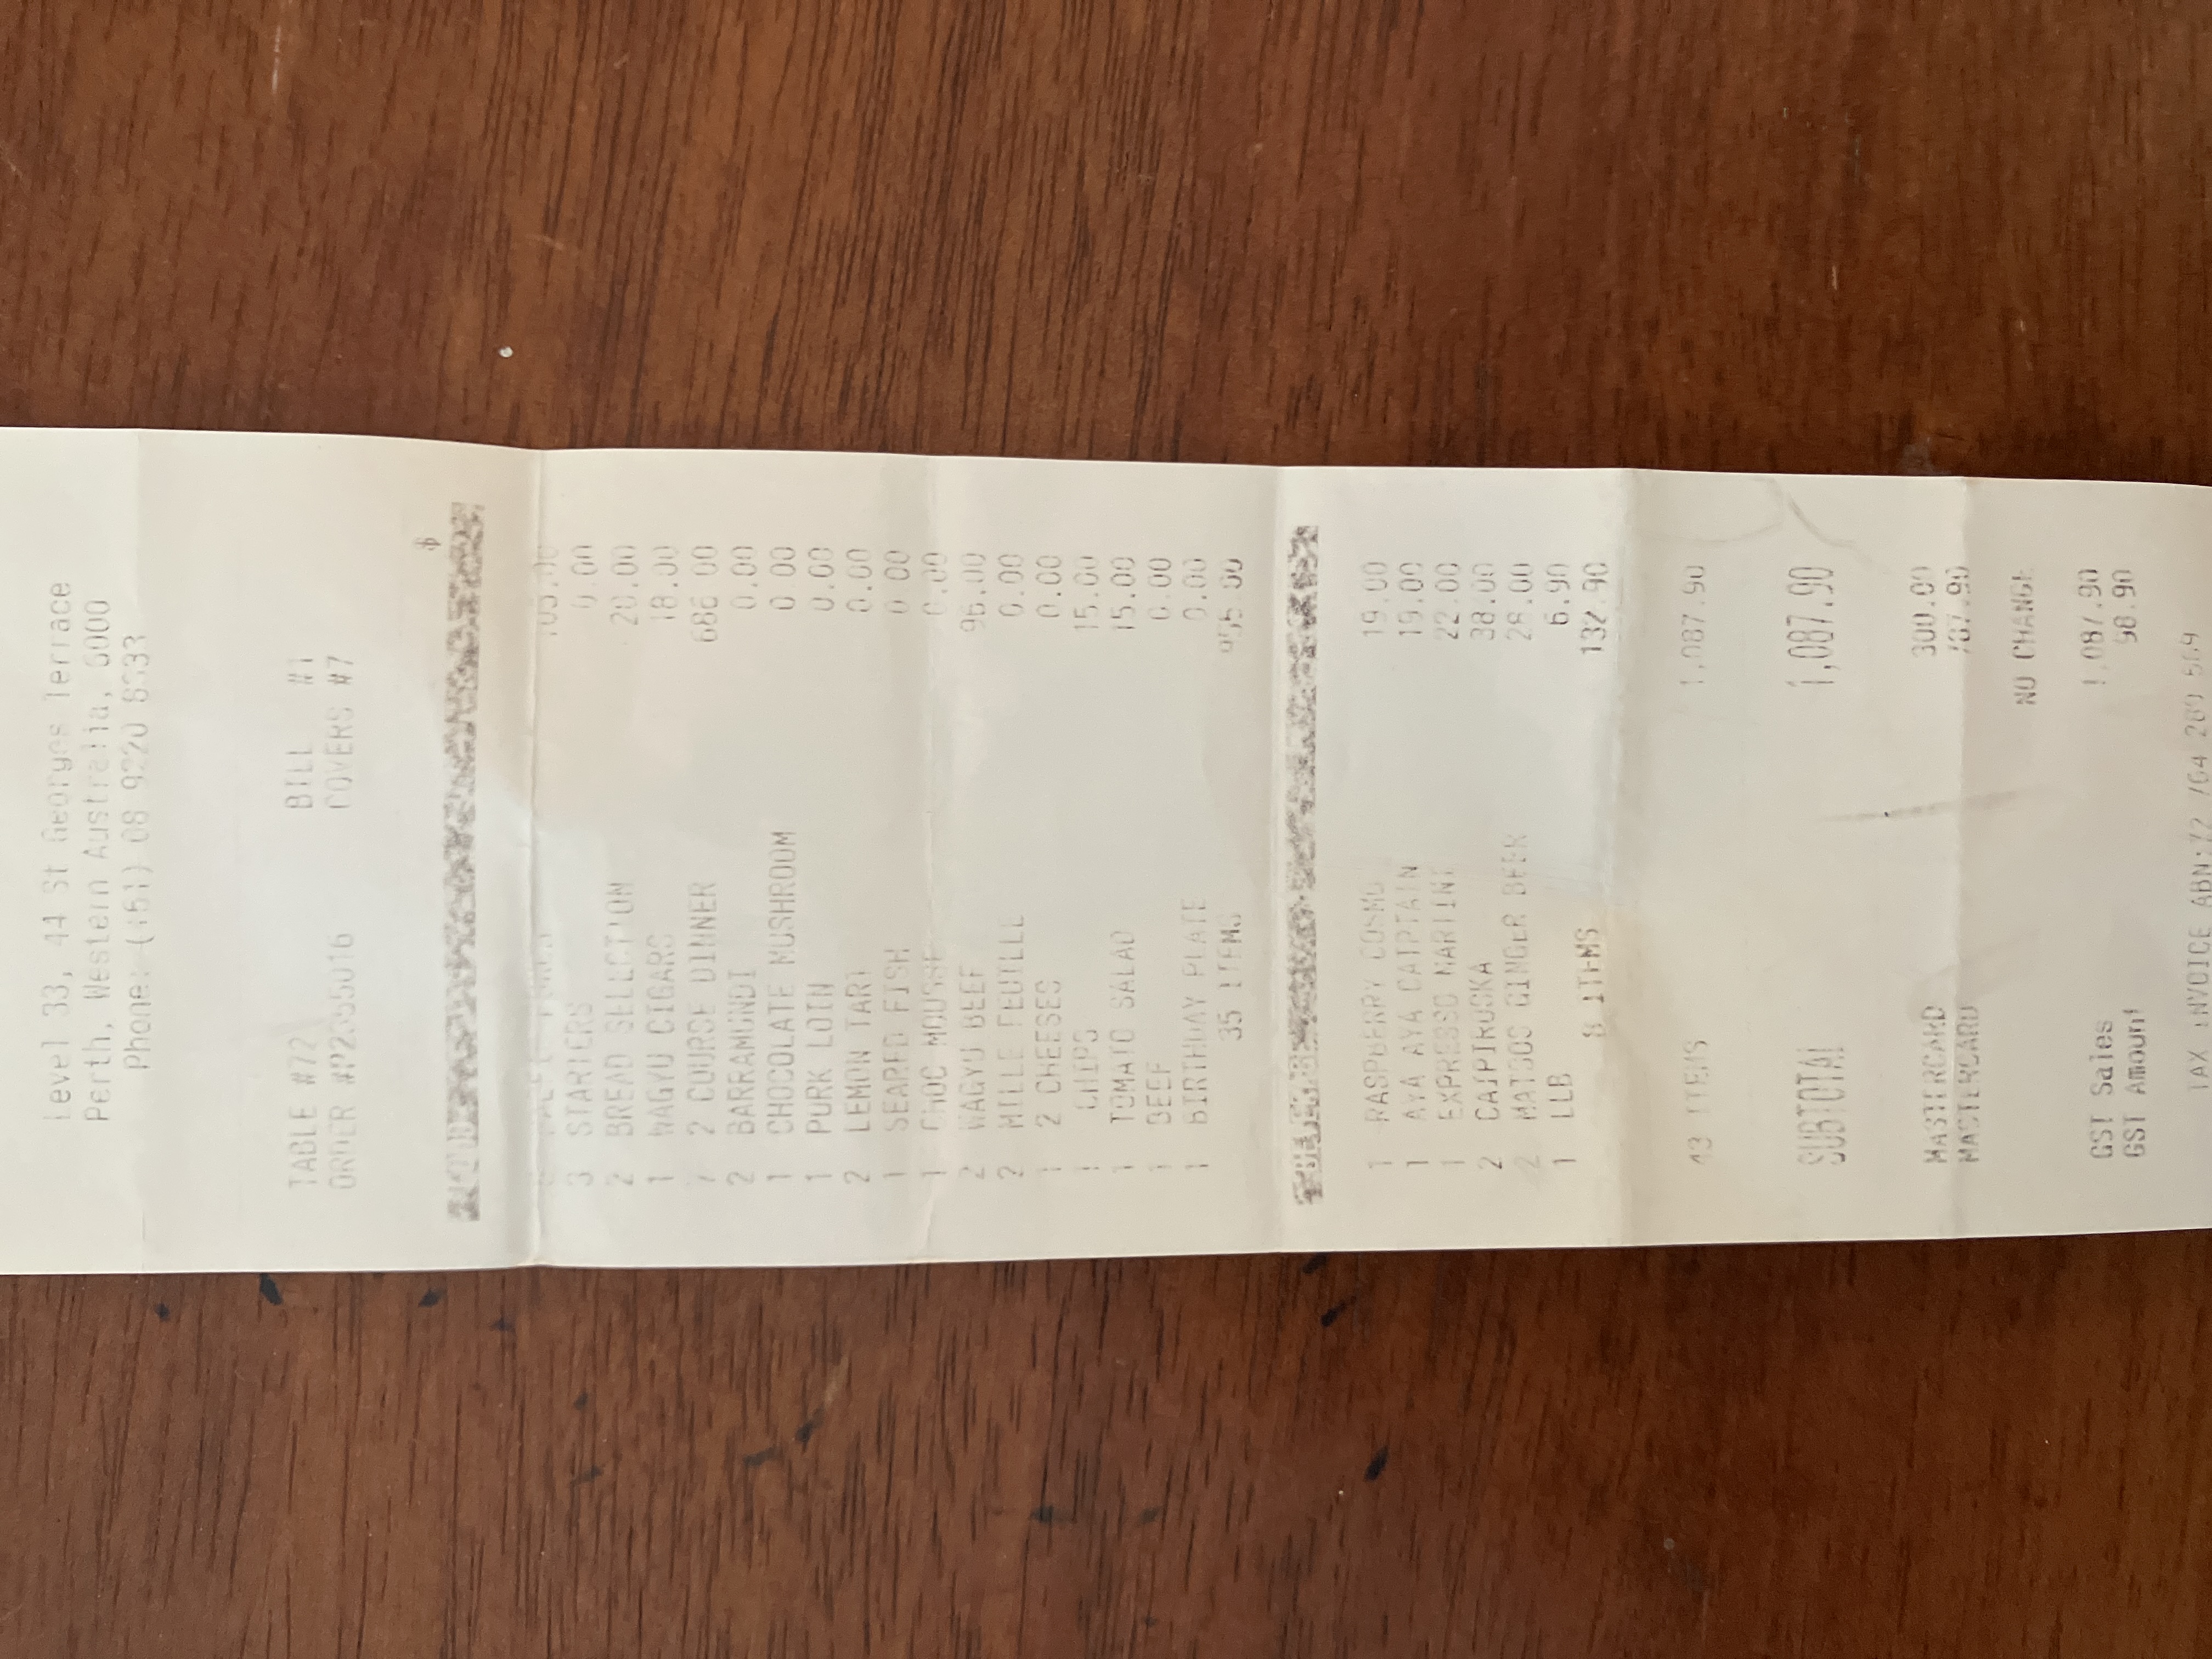 Level 33, 44 St Georges Terrace
Perth, Western Australia, 6000
Phone: (+61) 08 9220 8333
TABLE #72 BILL #1
ORDER #P2355016 COVERS #7
$
FOOD
105.00
3 STARTERS 0.00
2 BREAD SELECTION 20.00
1 WAGYU CIGARS 18.00
7 2 COURSE DINNER 686.00
2 BARRAMUNDI 0.00
1 CHOCOLATE MUSHROOM 0.00
1 PORK LOIN 0.00
2 LEMON TART 0.00
1 SEARED FISH 0.00
1 CHOC MOUSSE 0.00
2 WAGYU BEEF 96.00
2 MILLE FEUILLE 0.00
1 2 CHEESES 0.00
1 CHIPS 15.00
1 TOMATO SALAD 15.00
1 BEEF 0.00
1 BIRTHDAY PLATE 0.00
35 ITEMS 955.00
BEVERAGE
1 RASPBERRY COSMO 19.00
1 AYA AYA CAIPTAIN 19.00
1 EXPRESSO MARTINI 22.00
2 CAIPIROSKA 38.00
2 MATSOS GINGER BEER 28.00
1 LLB 6.90
8 ITEMS 132.90
43 ITEMS 1,087.90
SUBTOTAL 1,087.90
MASTERCARD 300.00
MASTERCARD 787.90
NO CHANGE
GST Sales 1,087.90
GST Amount 98.90
TAX INVOICE ABN:72 764 289 569